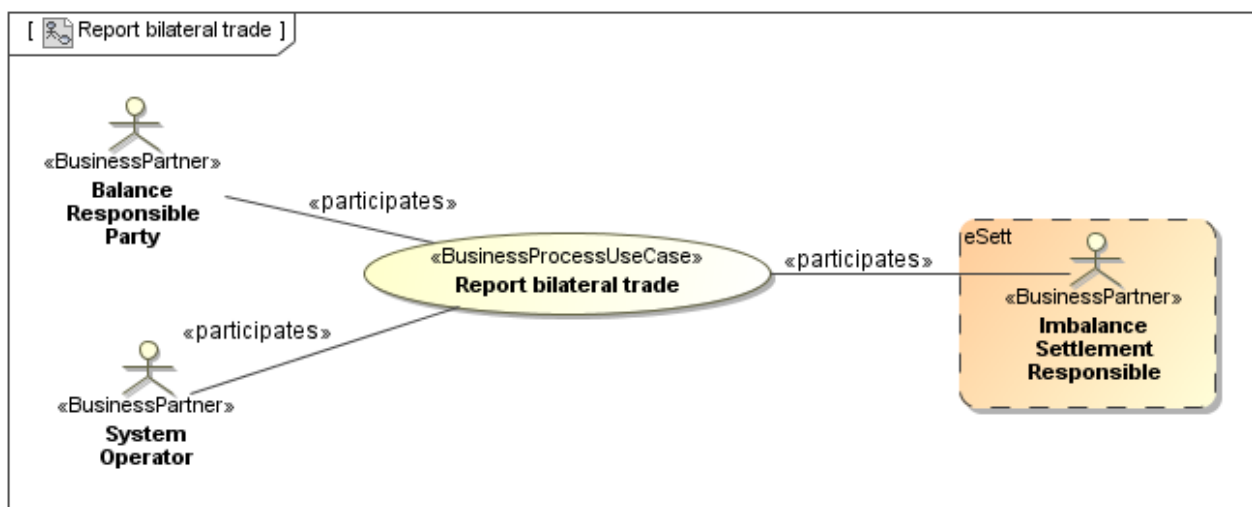 [ Report bilateral trade ]
«BusinessPartner»
Balance
Responsible
Party
«participates»
«BusinessProcessUseCase»
Report bilateral trade
«participates»
eSett
«BusinessPartner»
Imbalance
Settlement
Responsible
«participates»
«BusinessPartner»
System
Operator